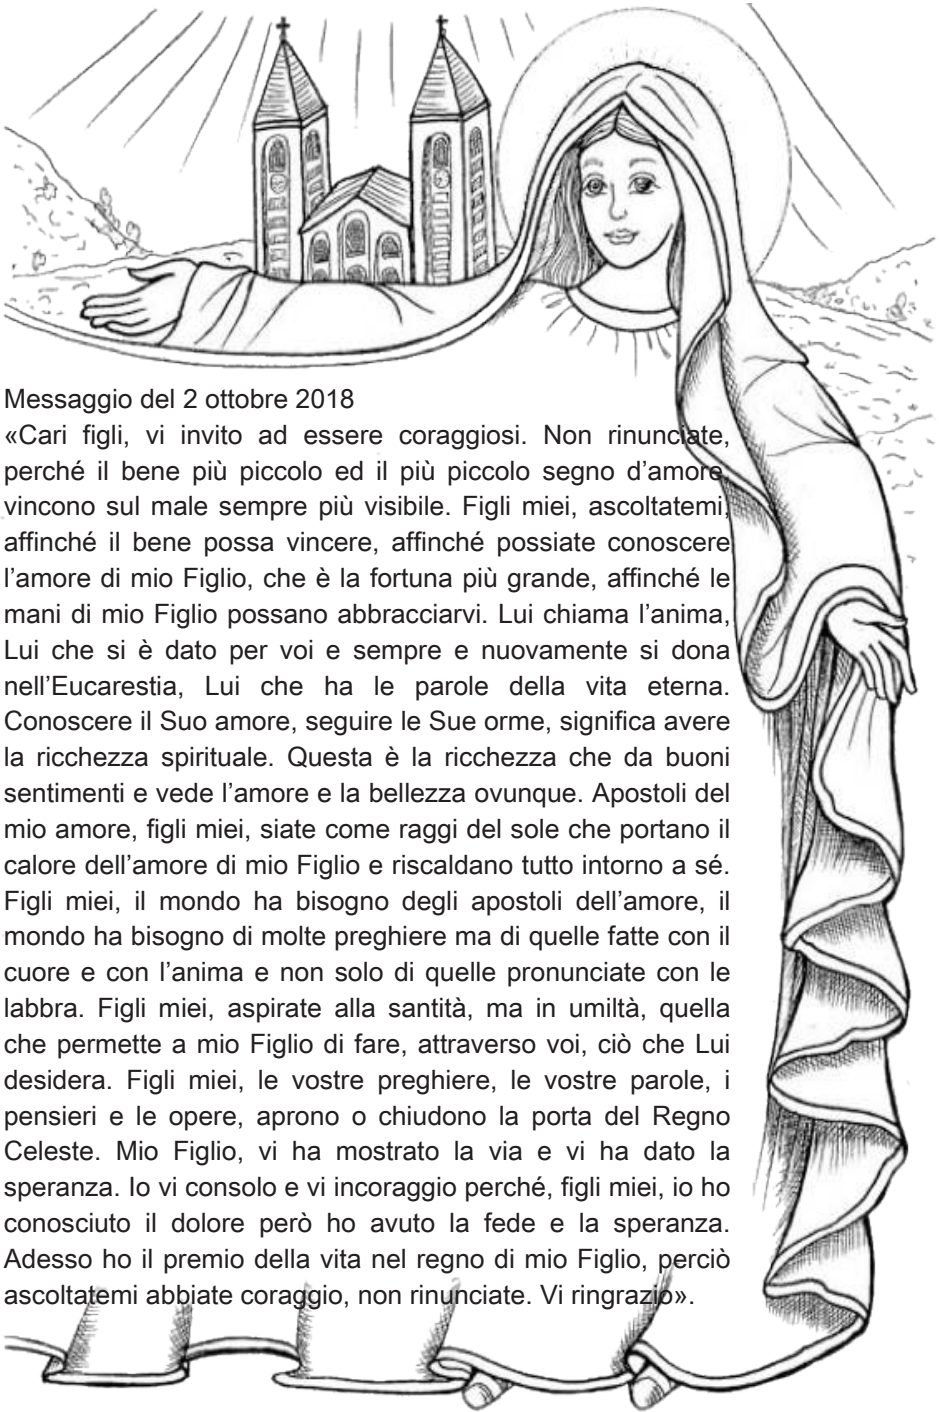 Messaggio del 2 ottobre 2018
«Cari figli, vi invito ad essere coraggiosi. Non rinunciate,
perché il bene più piccolo ed il più piccolo segno d’amore
vincono sul male sempre più visibile. Figli miei, ascoltatemi,
affinché il bene possa vincere, affinché possiate conoscere
l’amore di mio Figlio, che è la fortuna più grande, affinché le
mani di mio Figlio possano abbracciarvi. Lui chiama l’anima,
Lui che si è dato per voi e sempre e nuovamente si dona
nell’Eucarestia, Lui che ha le parole della vita eterna.
Conoscere il Suo amore, seguire le Sue orme, significa avere
la ricchezza spirituale. Questa è la ricchezza che da buoni
sentimenti e vede l’amore e la bellezza ovunque. Apostoli del
mio amore, figli miei, siate come raggi del sole che portano il
calore dell’amore di mio Figlio e riscaldano tutto intorno a sé.
Figli miei, il mondo ha bisogno degli apostoli dell’amore, il
mondo ha bisogno di molte preghiere ma di quelle fatte con il
cuore e con l’anima e non solo di quelle pronunciate con le
labbra. Figli miei, aspirate alla santità, ma in umiltà, quella
che permette a mio Figlio di fare, attraverso voi, ciò che Lui
desidera. Figli miei, le vostre preghiere, le vostre parole, i
pensieri e le opere, aprono o chiudono la porta del Regno
Celeste. Mio Figlio, vi ha mostrato la via e vi ha dato la
speranza. Io vi consolo e vi incoraggio perché, figli miei, io ho
conosciuto il dolore però ho avuto la fede e la speranza.
Adesso ho il premio della vita nel regno di mio Figlio, perciò
ascoltatemi abbiate coraggio, non rinunciate. Vi ringrazio».